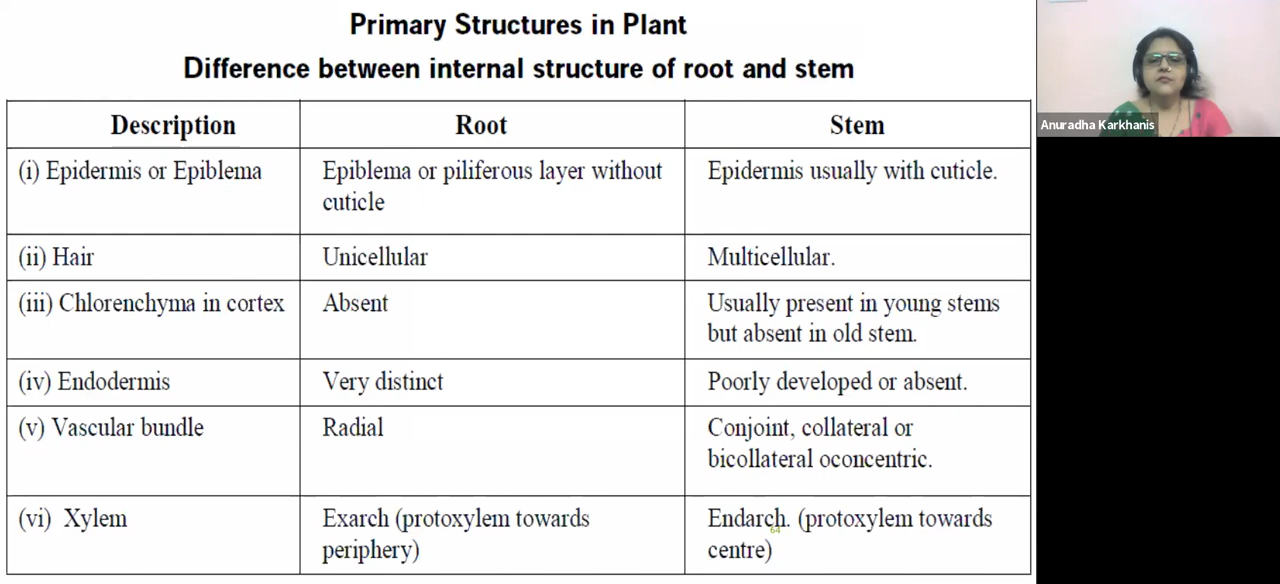 Primary Structures in Plant
Difference between internal structure of root and stem
Description Root Stem
(i) Epidermis or Epiblema Epiblema or piliferous layer without Epidermis usually with cuticle.
cuticle
(ii) Hair Unicellular Multicellular.
(iii) Chlorenchyma in cortex Absent Usually present in young stems
but absent in old stem.
(iv) Endodermis Very distinct Poorly developed or absent.
(v) Vascular bundle Radial Conjoint, collateral or
bicollateral oconcentric.
(vi) Xylem Exarch (protoxylem towards Endarch. (protoxylem towards
64
periphery) centre)
Anuradha Karkhanis